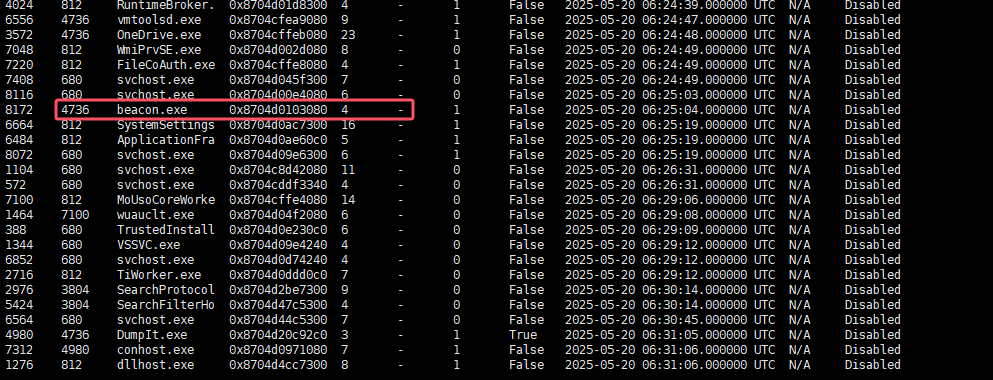 4024 812 RuntimeBroker. 0x8704d01d8300 4 - 1 False 2025-05-20 06:24:39.000000 UTC N/A Disabled
6556 4736 vmtoolsd.exe 0x8704cfea9080 9 - 1 False 2025-05-20 06:24:47.000000 UTC N/A Disabled
3572 4736 OneDrive.exe 0x8704cffeb080 23 - 1 False 2025-05-20 06:24:48.000000 UTC N/A Disabled
7048 812 WmiPrvSE.exe 0x8704d002d080 8 - 0 False 2025-05-20 06:24:49.000000 UTC N/A Disabled
7220 812 FileCoAuth.exe 0x8704cffe8080 4 - 1 False 2025-05-20 06:24:49.000000 UTC N/A Disabled
7408 680 svchost.exe 0x8704d045f300 7 - 0 False 2025-05-20 06:24:49.000000 UTC N/A Disabled
8116 680 svchost.exe 0x8704d00e4080 6 - 0 False 2025-05-20 06:25:03.000000 UTC N/A Disabled
8172 4736 beacon.exe 0x8704d0103080 4 - 1 False 2025-05-20 06:25:04.000000 UTC N/A Disabled
6664 812 SystemSettings 0x8704d0ac7300 16 - 1 False 2025-05-20 06:25:19.000000 UTC N/A Disabled
6484 812 ApplicationFra 0x8704d0ae60c0 5 - 1 False 2025-05-20 06:25:19.000000 UTC N/A Disabled
8072 680 svchost.exe 0x8704d09e6300 6 - 1 False 2025-05-20 06:25:19.000000 UTC N/A Disabled
1104 680 svchost.exe 0x8704c8d42080 11 - 0 False 2025-05-20 06:26:31.000000 UTC N/A Disabled
572 680 svchost.exe 0x8704cddf3340 4 - 0 False 2025-05-20 06:26:31.000000 UTC N/A Disabled
7100 812 MoUsoCoreWorke 0x8704cffe4080 14 - 0 False 2025-05-20 06:29:06.000000 UTC N/A Disabled
1464 7100 wuauclt.exe 0x8704d04f2080 6 - 0 False 2025-05-20 06:29:08.000000 UTC N/A Disabled
388 680 TrustedInstall 0x8704d0e230c0 6 - 0 False 2025-05-20 06:29:09.000000 UTC N/A Disabled
1344 680 VSSVC.exe 0x8704d09e4240 4 - 0 False 2025-05-20 06:29:12.000000 UTC N/A Disabled
6852 680 svchost.exe 0x8704d0d74240 4 - 0 False 2025-05-20 06:29:12.000000 UTC N/A Disabled
2716 812 TiWorker.exe 0x8704d0ddd0c0 7 - 0 False 2025-05-20 06:29:12.000000 UTC N/A Disabled
2976 3804 SearchProtocol 0x8704d2be7300 9 - 0 False 2025-05-20 06:30:14.000000 UTC N/A Disabled
5424 3804 SearchFilterHo 0x8704d47c5300 4 - 0 False 2025-05-20 06:30:14.000000 UTC N/A Disabled
6564 680 svchost.exe 0x8704d44c5300 7 - 0 False 2025-05-20 06:30:45.000000 UTC N/A Disabled
4980 4736 DumpIt.exe 0x8704d20c92c0 3 - 1 True 2025-05-20 06:31:05.000000 UTC N/A Disabled
7312 4980 conhost.exe 0x8704d0971080 7 - 1 False 2025-05-20 06:31:06.000000 UTC N/A Disabled
1276 812 dllhost.exe 0x8704d4cc7300 8 - 1 False 2025-05-20 06:31:06.000000 UTC N/A Disabled